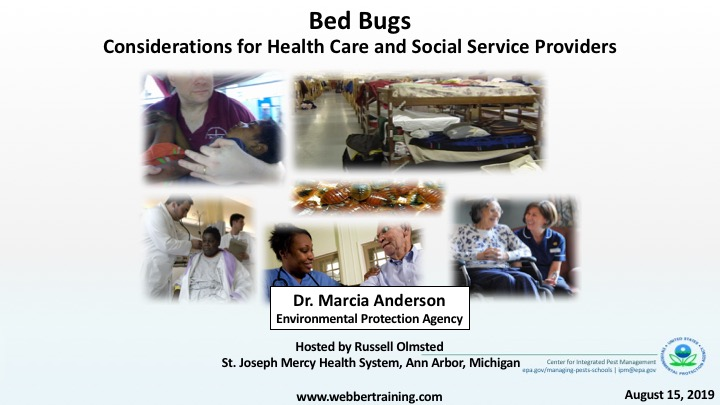 Bed Bugs
Considerations for Health Care and Social Service Providers
Dr. Marcia Anderson
Environmental Protection Agency
Hosted by Russell Olmsted
St. Joseph Mercy Health System, Ann Arbor, Michigan
Center for Integrated Pest Management
epa.gov/managing-pests-schools | ipm@epa.gov
www.webbertraining.com
August 15, 2019